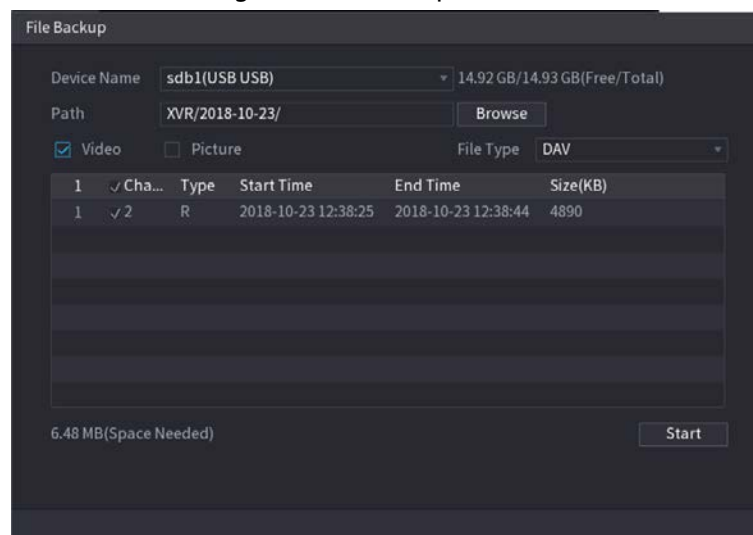 File Backup
Device Name sdb1(USB USB) 14.92 GB/14.93 GB(Free/Total)
Path XVR/2018-10-23/ Browse
Video Picture File Type DAV
1 Cha... Type Start Time End Time Size(KB)
1 2 R 2018-10-23 12:38:25 2018-10-23 12:38:44 4890
6.48 MB(Space Needed) Start